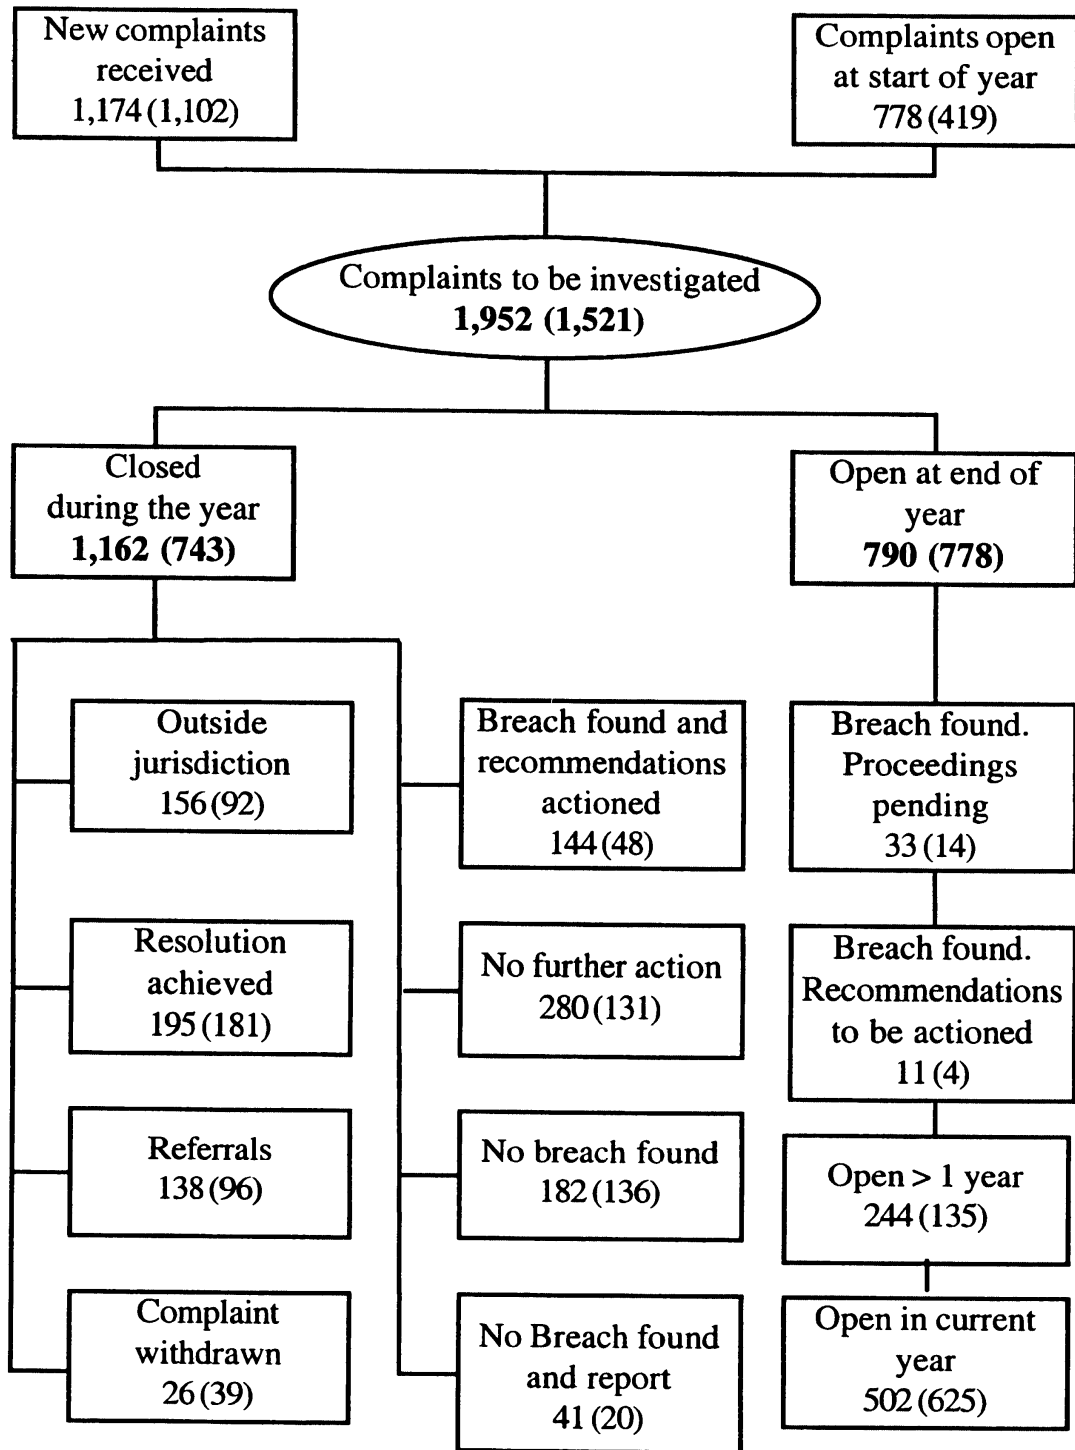 New complaints
received
1,174 (1,102)
Complaints open
at start of year
778 (419)
Complaints to be investigated
1,952 (1,521)
Closed
during the year
1,162 (743)
Open at end of
year
790 (778)
Outside
jurisdiction
156 (92)
Breach found and
recommendations
actioned
144 (48)
Breach found.
Proceedings
pending
33 (14)
Resolution
achieved
195 (181)
No further action
280 (131)
Breach found.
Recommendations
to be actioned
11 (4)
Referrals
138 (96)
No breach found
182 (136)
Open > 1 year
244 (135)
Complaint
withdrawn
26 (39)
No Breach found
and report
41 (20)
Open in current
year
502 (625)